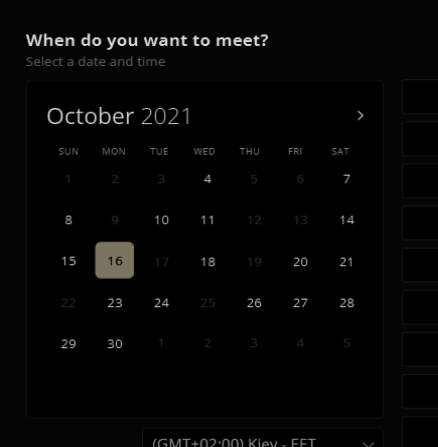 When do you want to meet?
Select a date and time
October 2021 >
SUN MON TUE WED THU FRI SAT
1 2 3 4 5 6 7
8 9 10 11 12 13 14
15 16 17 18 19 20 21
22 23 24 25 26 27 28
29 30 1 2 3 4 5
(GMT+02:00) Kiev - EET